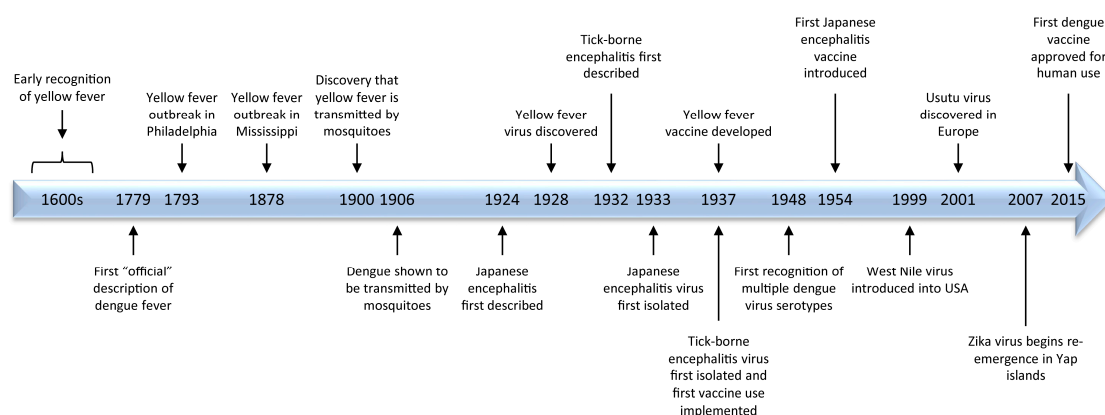 First Japanese
encephalitis
vaccine
introduced
First dengue
vaccine
approved for
human use
Tick-borne
encephalitis first
described
Early recognition
of yellow fever
Discovery that
yellow fever is
transmitted by
mosquitoes
Yellow fever
outbreak in
Philadelphia
Yellow fever
outbreak in
Mississippi
Yellow fever
virus discovered
Yellow fever
vaccine developed
Usutu virus
discovered in
Europe
1600s 1779 1793 1878 1900 1906 1924 1928 1932 1933 1937 1948 1954 1999 2001 2007 2015
First “official”
description of
dengue fever
Dengue shown to
be transmitted by
mosquitoes
Japanese
encephalitis
first described
Japanese
encephalitis virus
first isolated
First recognition of
multiple dengue
virus serotypes
West Nile virus
introduced into USA
Tick-borne
encephalitis virus
first isolated and
first vaccine use
implemented
Zika virus begins re-
emergence in Yap
islands